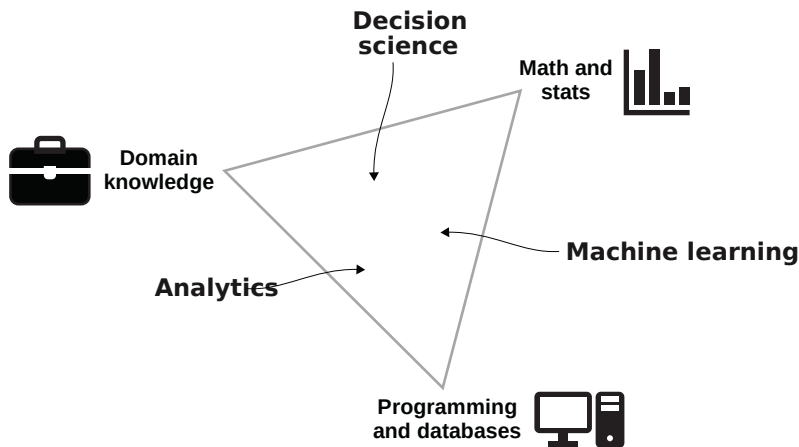 Decision
science
Math and
stats
Domain
knowledge
Machine learning
Analytics
Programming
and databases